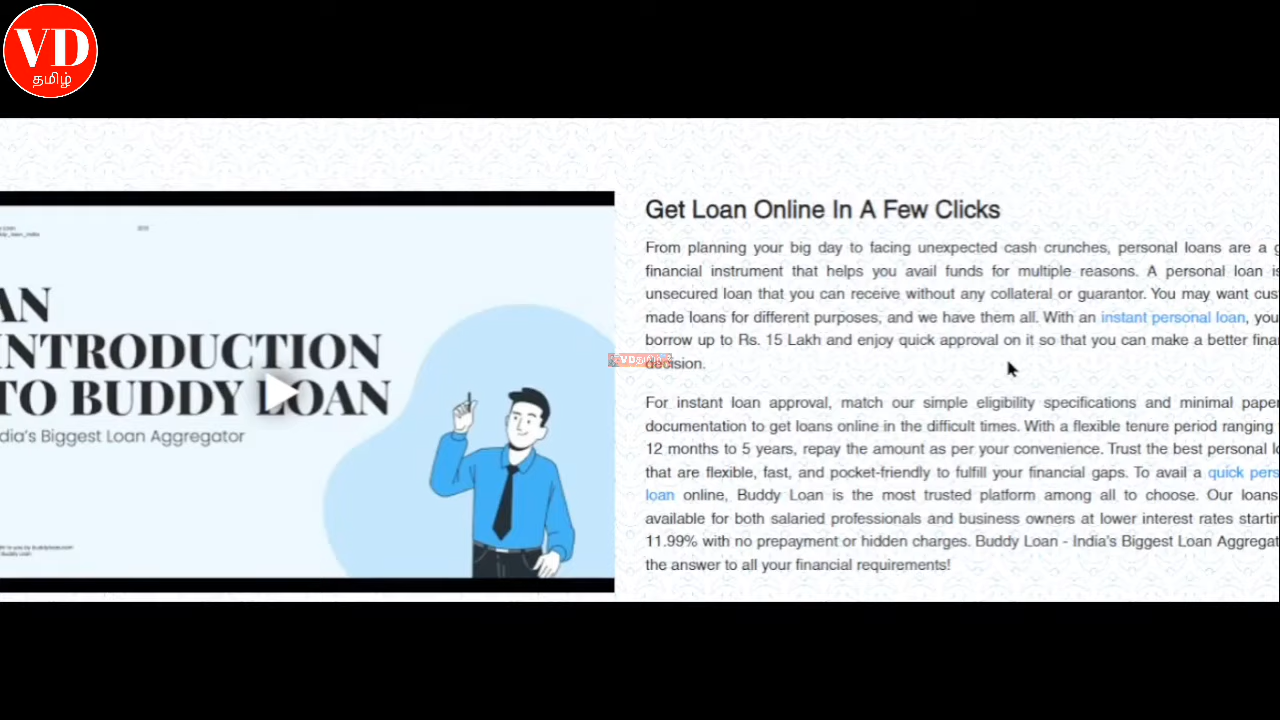 VD
தமிழ்
AN
INTRODUCTION
TO BUDDY LOAN
dia's Biggest Loan Aggregator
Get Loan Online In A Few Clicks
From planning your big day to facing unexpected cash crunches, personal loans are a
financial instrument that helps you avail funds for multiple reasons. A personal loan is
unsecured loan that you can receive without any collateral or guarantor. You may want cus
made loans for different purposes, and we have them all. With an instant personal loan, you
borrow up to Rs. 15 Lakh and enjoy quick approval on it so that you can make a better finan
decision.
For instant loan approval, match our simple eligibility specifications and minimal paper
documentation to get loans online in the difficult times. With a flexible tenure period ranging
12 months to 5 years, repay the amount as per your convenience. Trust the best personal lo
that are flexible, fast, and pocket-friendly to fulfill your financial gaps. To avail a quick pers
loan online, Buddy Loan is the most trusted platform among all to choose. Our loans
available for both salaried professionals and business owners at lower interest rates startin
11.99% with no prepayment or hidden charges. Buddy Loan - India's Biggest Loan Aggregat
the answer to all your financial requirements!